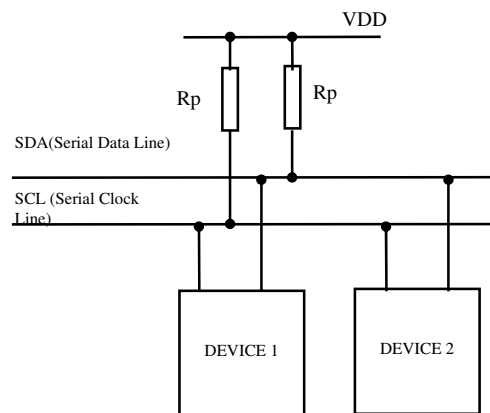 VDD
Rp
Rp
SDA(Serial Data Line)
SCL (Serial Clock
Line)
DEVICE 1
DEVICE 2